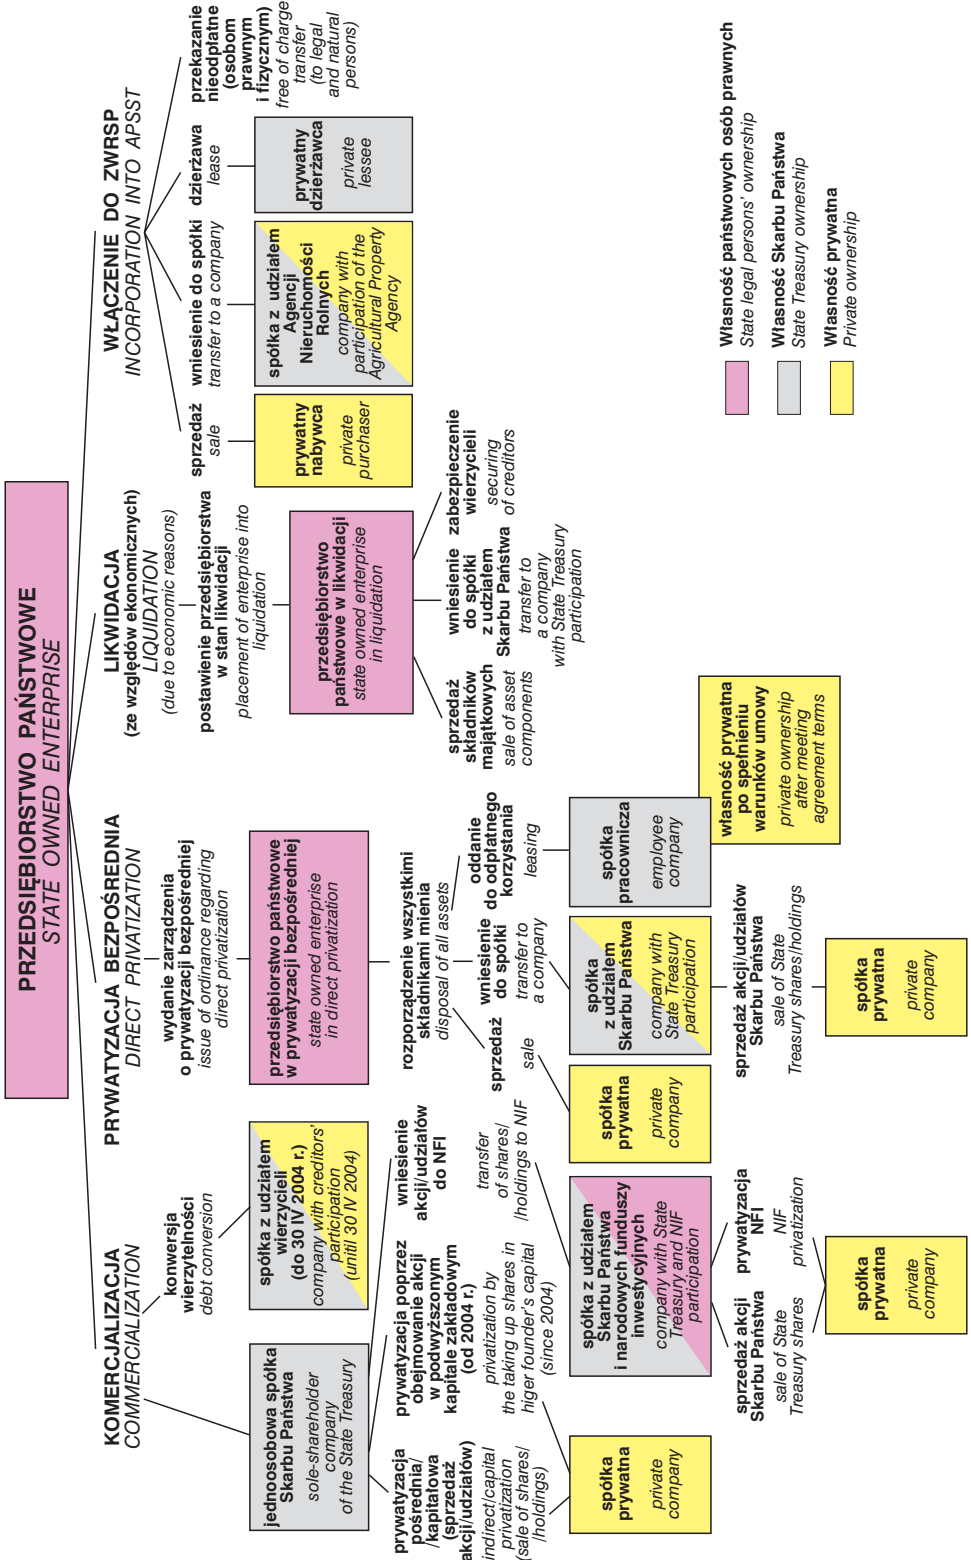 PRZEDSIĘBIORSTWO PAŃSTWOWE
STATE OWNED ENTERPRISE
KOMERCJALIZACJA
COMMERCIALIZATION
konwersja
wierzytelności
debt conversion
jednoosobowa spółka
Skarbu Państwa
sole-shareholder
company
of the State Treasury
spółka z udziałem
wierzycieli
(do 30 IV 2004 r.)
company with creditors'
participation
(unitil 30 IV 2004)
prywatyzacja
pośrednia/
/kapitałowa
(sprzedaż
akcji/udziałów)
indirect/capital
privatization
(sale of shares/
/holdings)
prywatyzacja poprzez
obejmowanie akcji
w podwyższonym
kapitale zakładowym
(od 2004 r.)
privatization by
the taking up shares in
higer founder's capital
(since 2004)
wniesienie
akcji/udziałów
do NFI
transfer
of shares/
/holdings to NIF
spółka
prywatna
private
company
spółka z udziałem
Skarbu Państwa
i narodowych funduszy
inwestycyjnych
company with State
Treasury and NIF
participation
sprzedaż akcji
Skarbu Państwa
sale of State
Treasury shares
prywatyzacja
NFI
NIF
privatization
spółka
prywatna
private
company
PRYWATYZACJA BEZPOŚREDNIA
DIRECT PRIVATIZATION
wydanie zarządzenia
o prywatyzacji bezpośredniej
issue of ordinance regarding
direct privatization
przedsiębiorstwo państwowe
w prywatyzacji bezpośredniej
state owned enterprise
in direct privatization
rozporządzenie wszystkimi
składnikami mienia
disposal of all assets
sprzedaż
sale
wniesienie
do spółki
transfer to
a company
oddanie
do odpłatnego
korzystania
leasing
spółka
prywatna
private
company
spółka
z udziałem
Skarbu Państwa
company with
State Treasury
participation
spółka
pracownicza
employee
company
własność prywatna
po spełnieniu
warunków umowy
private ownership
after meeting
agreement terms
sprzedaż akcji/udziałów
Skarbu Państwa
sale of State
Treasury shares/holdings
spółka
prywatna
private
company
LIKWIDACJA
(ze względów ekonomicznych)
LIQUIDATION
(due to economic reasons)
postawienie przedsiębiorstwa
w stan likwidacji
placement of enterprise into
liquidation
przedsiębiorstwo
państwowe w likwidacji
state owned enterprise
in liquidation
sprzedaż
składników
majątkowych
sale of asset
components
wniesienie
do spółki
z udziałem
Skarbu Państwa
transfer to
a company
with State Treasury
participation
zabezpieczenie
wierzycieli
securing
of creditors
WŁĄCZENIE DO ZWRSP
INCORPORATION INTO APSST
sprzedaż
sale
wniesienie do spółki
transfer to a company
dzierżawa
lease
przekazanie
nieodpłatne
(osobom
prawnym
i fizycznym)
free of charge
transfer
(to legal
and natural
persons)
prywatny
nabywca
private
purchaser
spółka z udziałem
Agencji
Nieruchomości
Rolnych
company with
participation of the
Agricultural Property
Agency
prywatny
dzierżawca
private
lessee
Własność państwowych osób prawnych
State legal persons' ownership
Własność Skarbu Państwa
State Treasury ownership
Własność prywatna
Private ownership